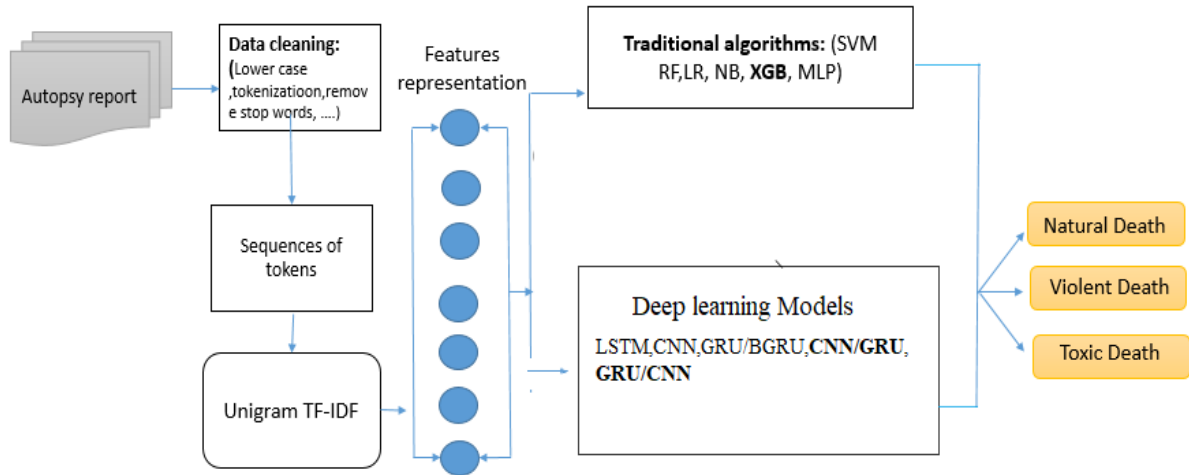 Autopsy report
Data cleaning:
(Lower case
,tokenizatioon,remov
e stop words, ....)
Sequences of
tokens
Unigram TF-IDF
Features
representation
Traditional algorithms: (SVM
RF,LR, NB, XGB, MLP)
Deep learning Models
LSTM,CNN,GRU/BGRU,CNN/GRU,
GRU/CNN
Natural Death
Violent Death
Toxic Death